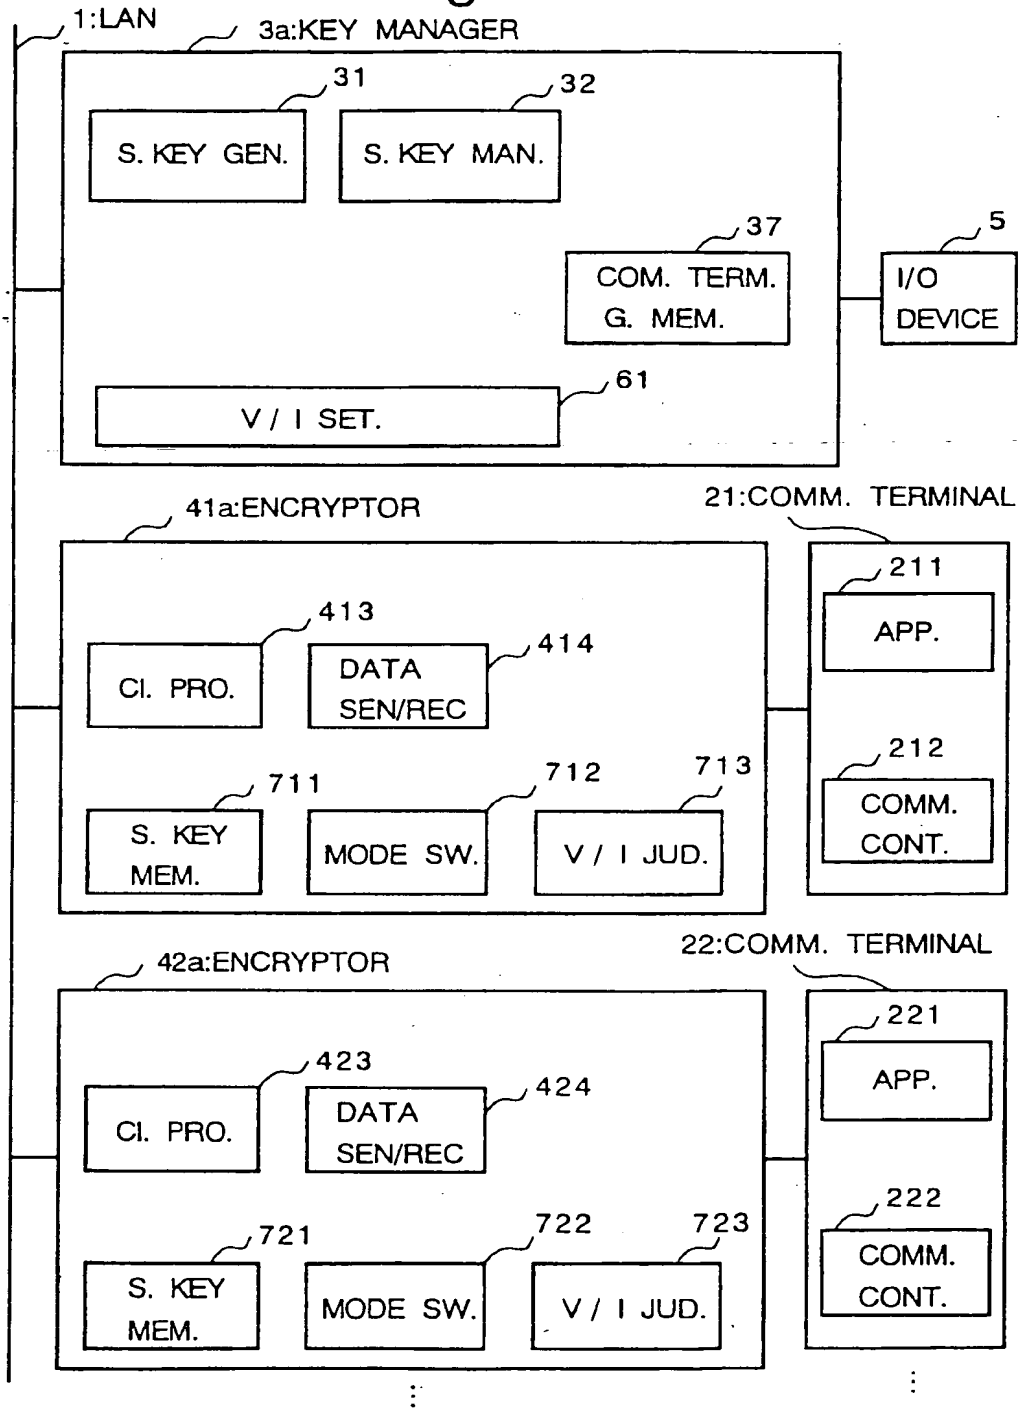 1:LAN
3a:KEY MANAGER
31
32
S. KEY GEN.
S. KEY MAN.
37
5
COM. TERM.
G. MEM.
I/O
DEVICE
61
V / I SET.
41a:ENCRYPTOR
21:COMM. TERMINAL
211
APP.
413
414
CI. PRO.
DATA
SEN/REC
711
712
713
212
S. KEY
MEM.
MODE SW.
V / I JUD.
COMM.
CONT.
42a:ENCRYPTOR
22:COMM. TERMINAL
221
APP.
423
424
CI. PRO.
DATA
SEN/REC
721
722
723
222
S. KEY
MEM.
MODE SW.
V / I JUD.
COMM.
CONT.